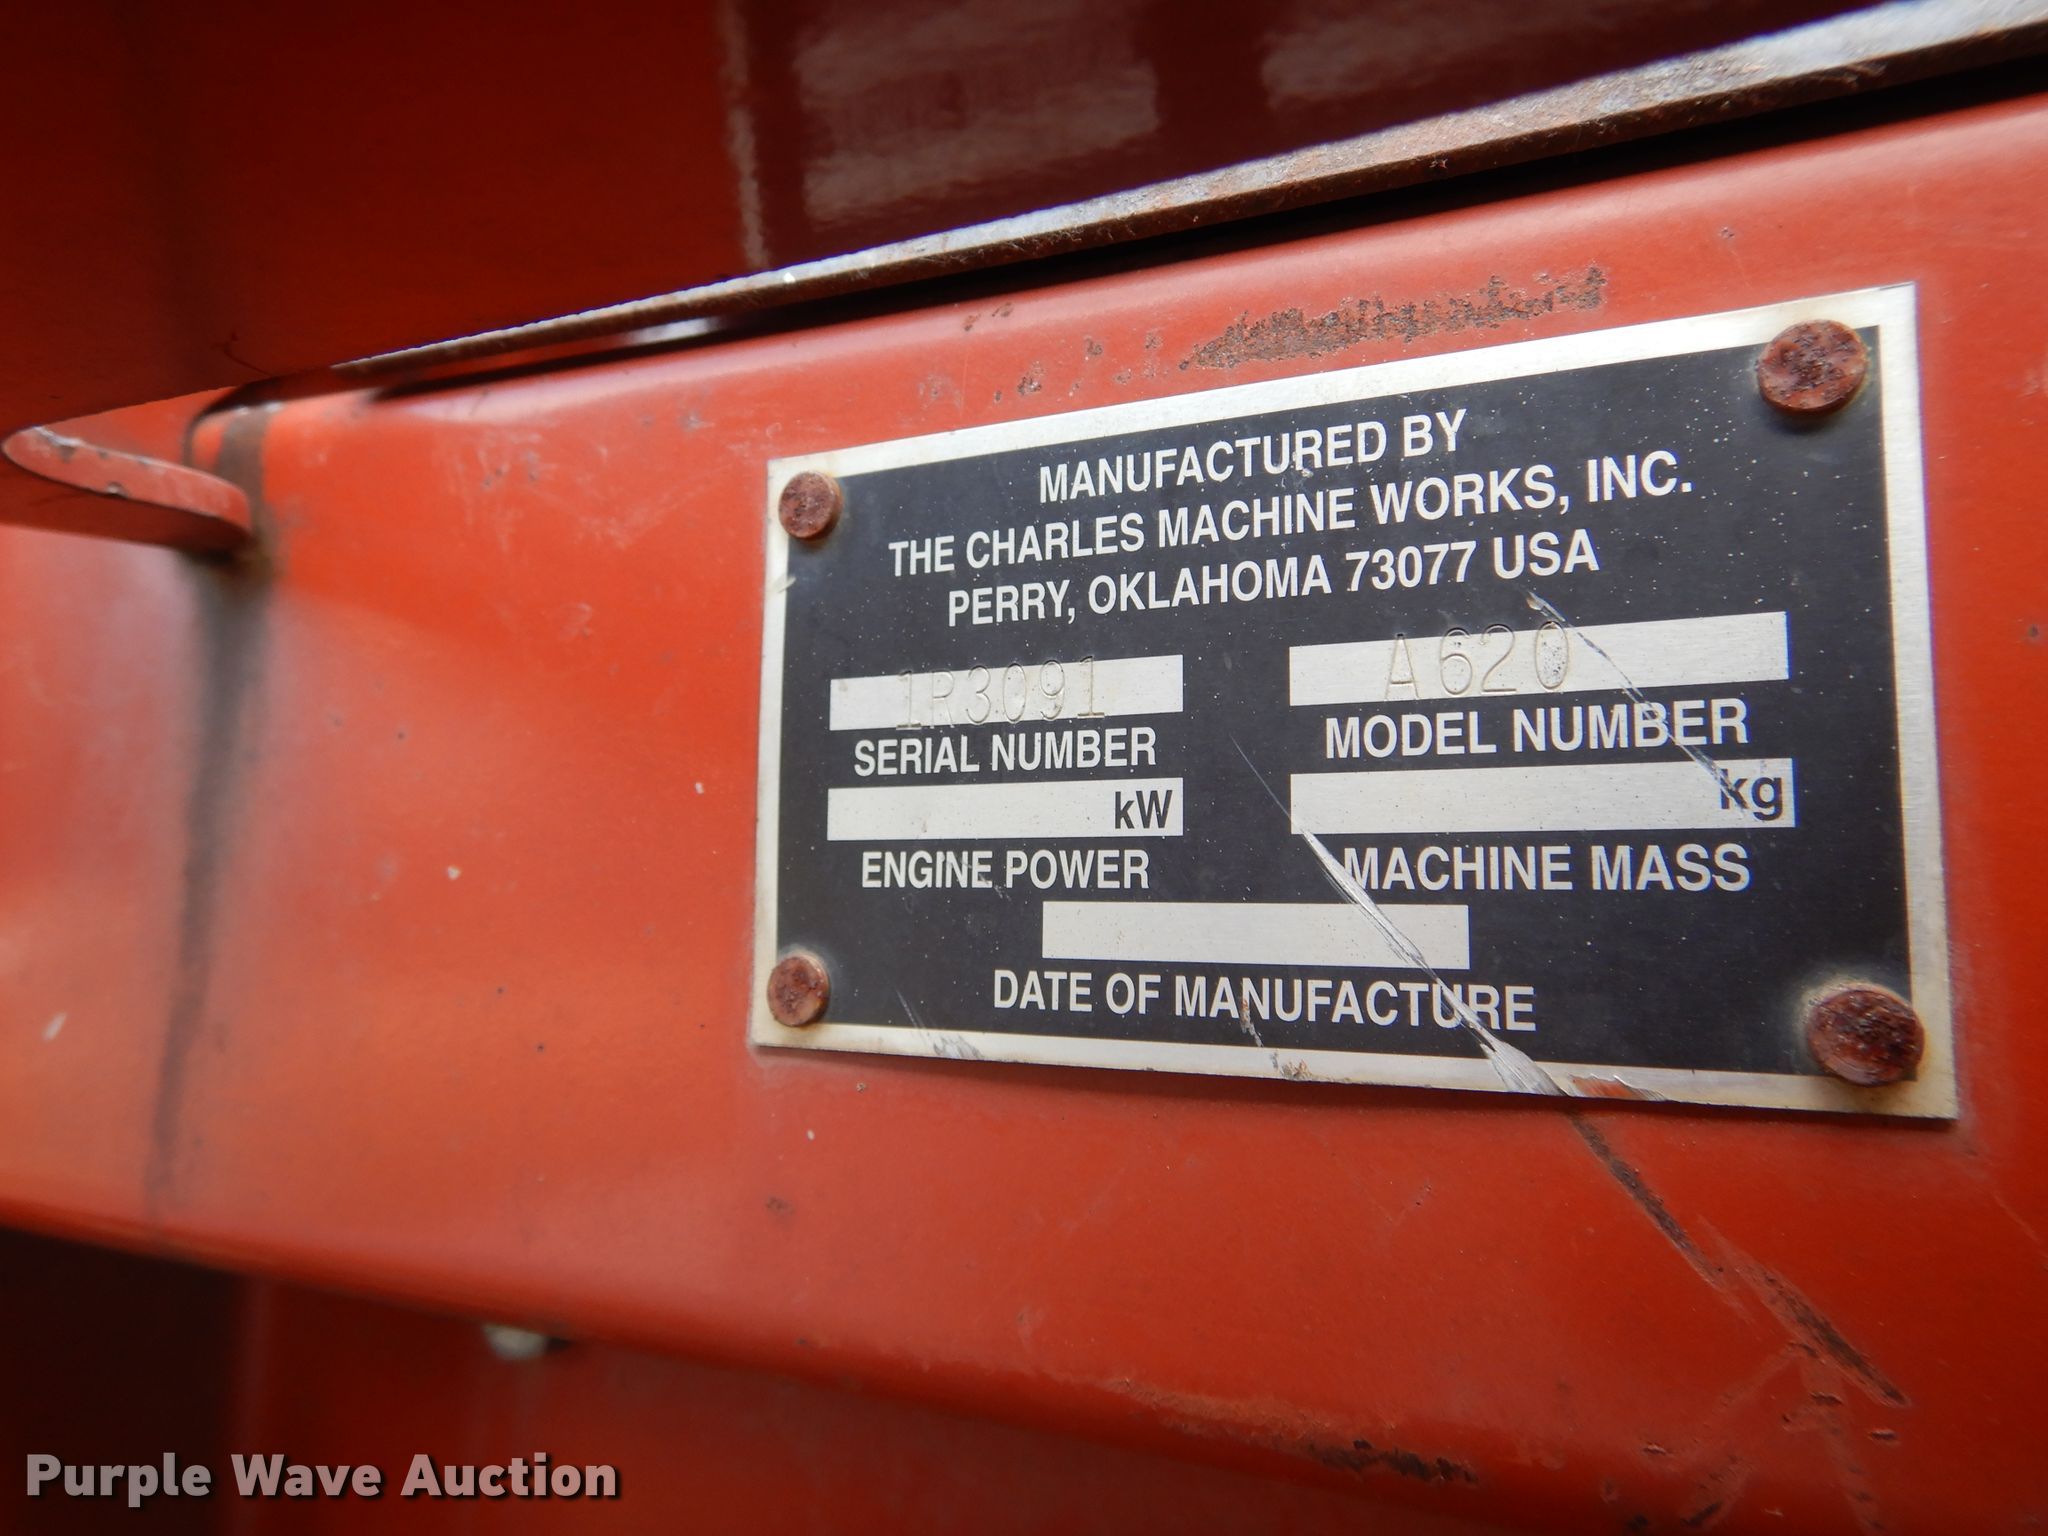 MANUFACTURED BY
THE CHARLES MACHINE WORKS, INC.
PERRY, OKLAHOMA 73077 USA
1R3091
A620
SERIAL NUMBER
MODEL NUMBER
kW
kg
ENGINE POWER
MACHINE MASS
DATE OF MANUFACTURE
Purple Wave Auction